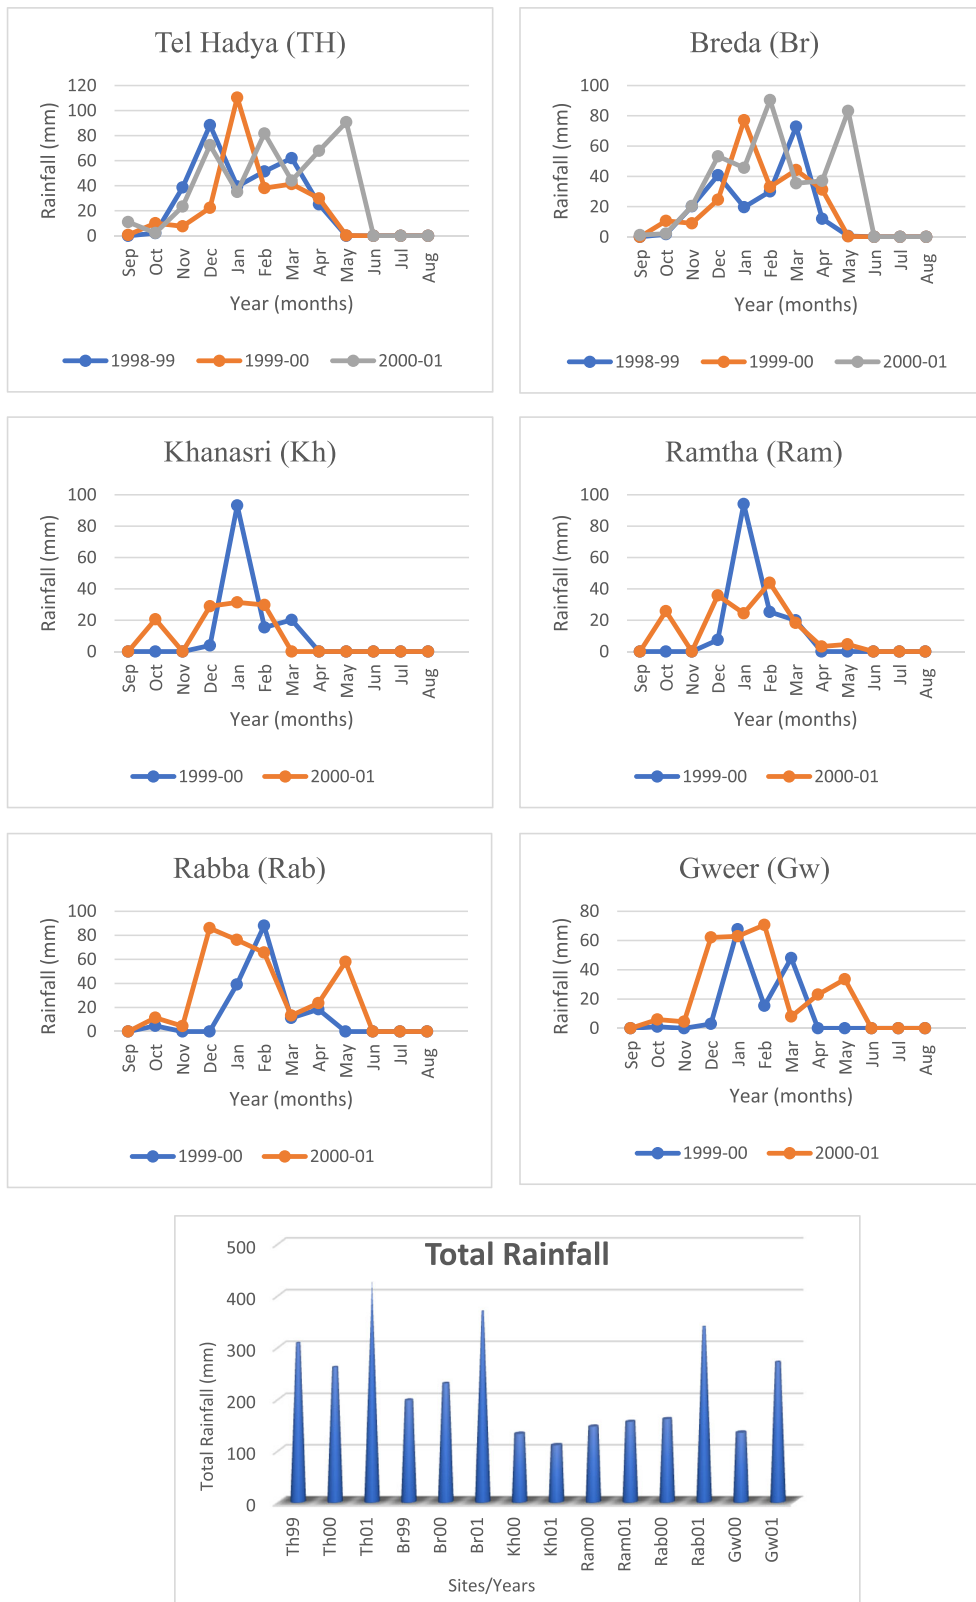 Tel Hadya (TH)
Rainfall (mm)
120
100
80
60
40
20
0
Sep Oct Nov Dec Jan Feb Mar Apr May Jun Jul Aug
Year (months)
1998-99 1999-00 2000-01
Breda (Br)
Rainfall (mm)
100
80
60
40
20
0
Sep Oct Nov Dec Jan Feb Mar Apr May Jun Jul Aug
Year (months)
1998-99 1999-00 2000-01
Khanasri (Kh)
Rainfall (mm)
100
80
60
40
20
0
Sep Oct Nov Dec Jan Feb Mar Apr May Jun Jul Aug
Year (months)
1999-00 2000-01
Ramtha (Ram)
Rainfall (mm)
100
80
60
40
20
0
Sep Oct Nov Dec Jan Feb Mar Apr May Jun Jul Aug
Year (months)
1999-00 2000-01
Rabba (Rab)
Rainfall (mm)
100
80
60
40
20
0
Sep Oct Nov Dec Jan Feb Mar Apr May Jun Jul Aug
Year (months)
1999-00 2000-01
Gweer (Gw)
Rainfall (mm)
80
60
40
20
0
Sep Oct Nov Dec Jan Feb Mar Apr May Jun Jul Aug
Year (months)
1999-00 2000-01
Total Rainfall
Total Rainfall (mm)
500
400
300
200
100
0
Th99 Th00 Th01 Br99 Br00 Br01 Kh00 Kh01 Ram00 Ram01 Rab00 Rab01 Gw00 Gw01
Sites/Years